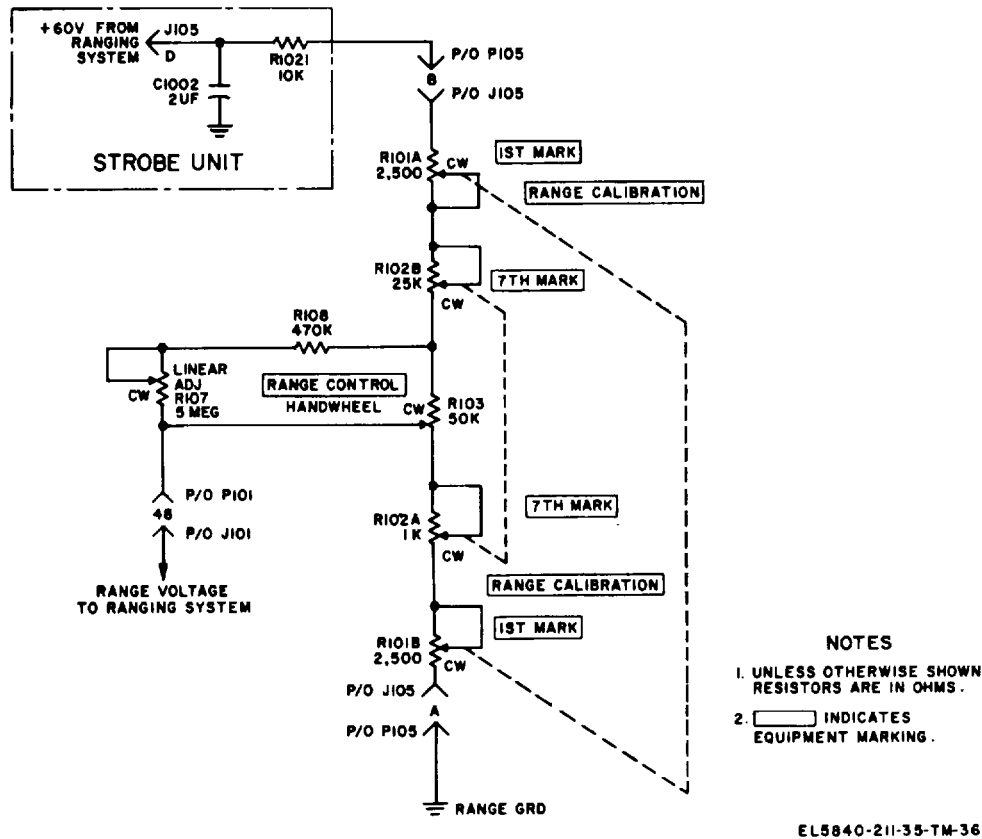 +60V FROM
RANGING
SYSTEM
J105
D
R1021
10K
C1002
2UF
STROBE UNIT
P/O P105
B
P/O J105
R101A
2,500
CW
1ST MARK
RANGE CALIBRATION
R102B
25K
CW
7TH MARK
R108
470K
LINEAR
ADJ
R107
5 MEG
CW
RANGE CONTROL
HANDWHEEL
CW
R103
50K
P/O P101
48
P/O J101
RANGE VOLTAGE
TO RANGING SYSTEM
7TH MARK
R102A
1K
CW
RANGE CALIBRATION
1ST MARK
R101B
2,500
CW
P/O J105
A
P/O P105
RANGE GRD
NOTES
1. UNLESS OTHERWISE SHOWN
RESISTORS ARE IN OHMS.
2. INDICATES
EQUIPMENT MARKING.
EL5840-211-35-TM-36